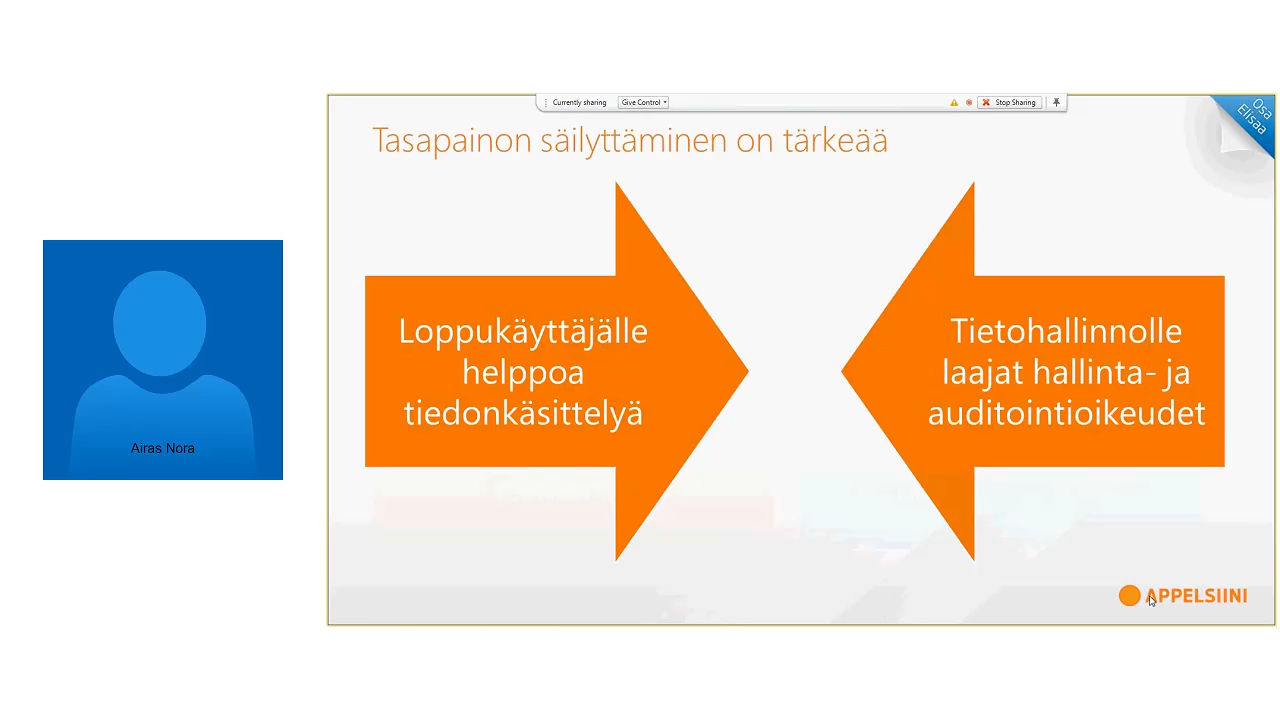 Currently sharing
Give Control
Stop Sharing
Osa
Elisaa
Tasapainon säilyttäminen on tärkeää
Loppukäyttäjälle
helppoa
tiedonkäsittelyä
Tietohallinnolle
laajat hallinta- ja
auditointioikeudet
Airas Nora
APPELSIINI